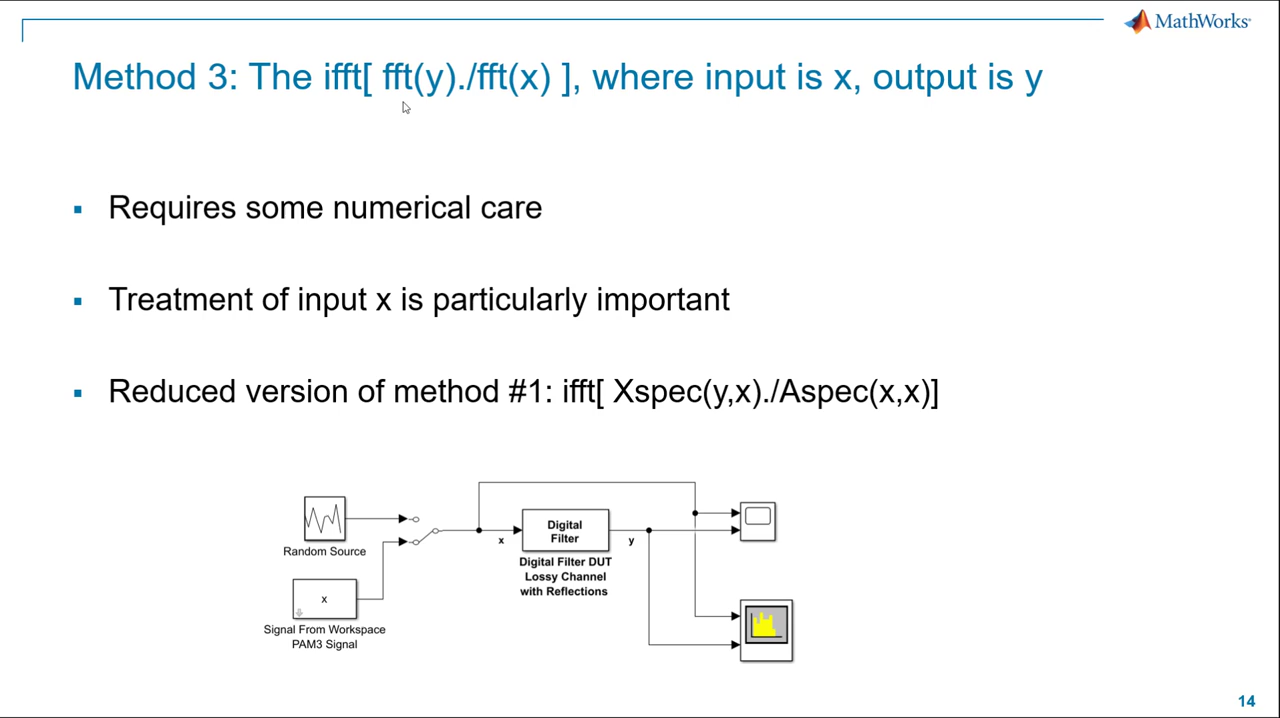 MathWorks®
Method 3: The ifft[ fft(y)./fft(x) ], where input is x, output is y
Requires some numerical care
Treatment of input x is particularly important
Reduced version of method #1: ifft[ Xspec(y,x)./Aspec(x,x)]
Random Source
x
Signal From Workspace
PAM3 Signal
x
Digital
Filter
y
Digital Filter DUT
Lossy Channel
with Reflections
14